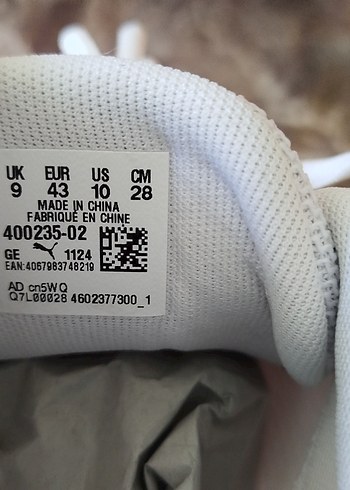 UK EUR US CM
9 43 10 28
MADE IN CHINA
FABRIQUÉ EN CHINE
400235-02
GE 1124
EAN:4067983748219
AD cn5WQ
Q7L00028 4602377300_1